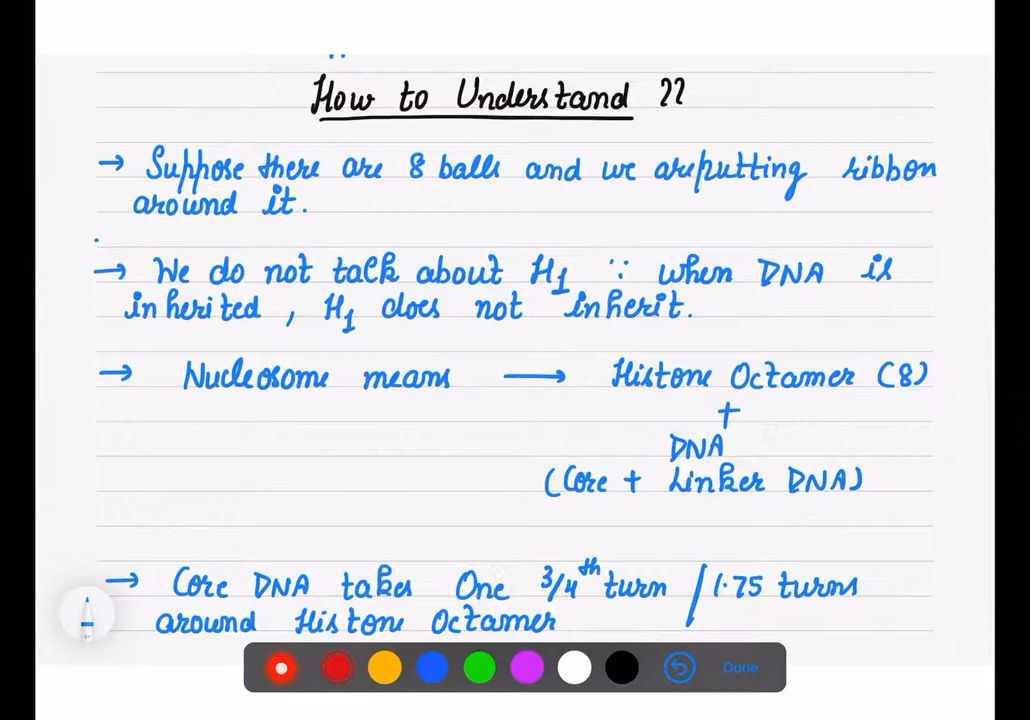 How to Understand ??
→ Suppose there are 8 balls and we are putting ribbon
around it.
→ We do not talk about H1 ∵ when DNA is
inherited, H1 does not inherit.
→ Nucleosome means → Histone Octamer (8)
+
DNA
(Core + Linker DNA)
→ Core DNA takes One 3/4th turn / 1.75 turns
around Histone Octamer
Done